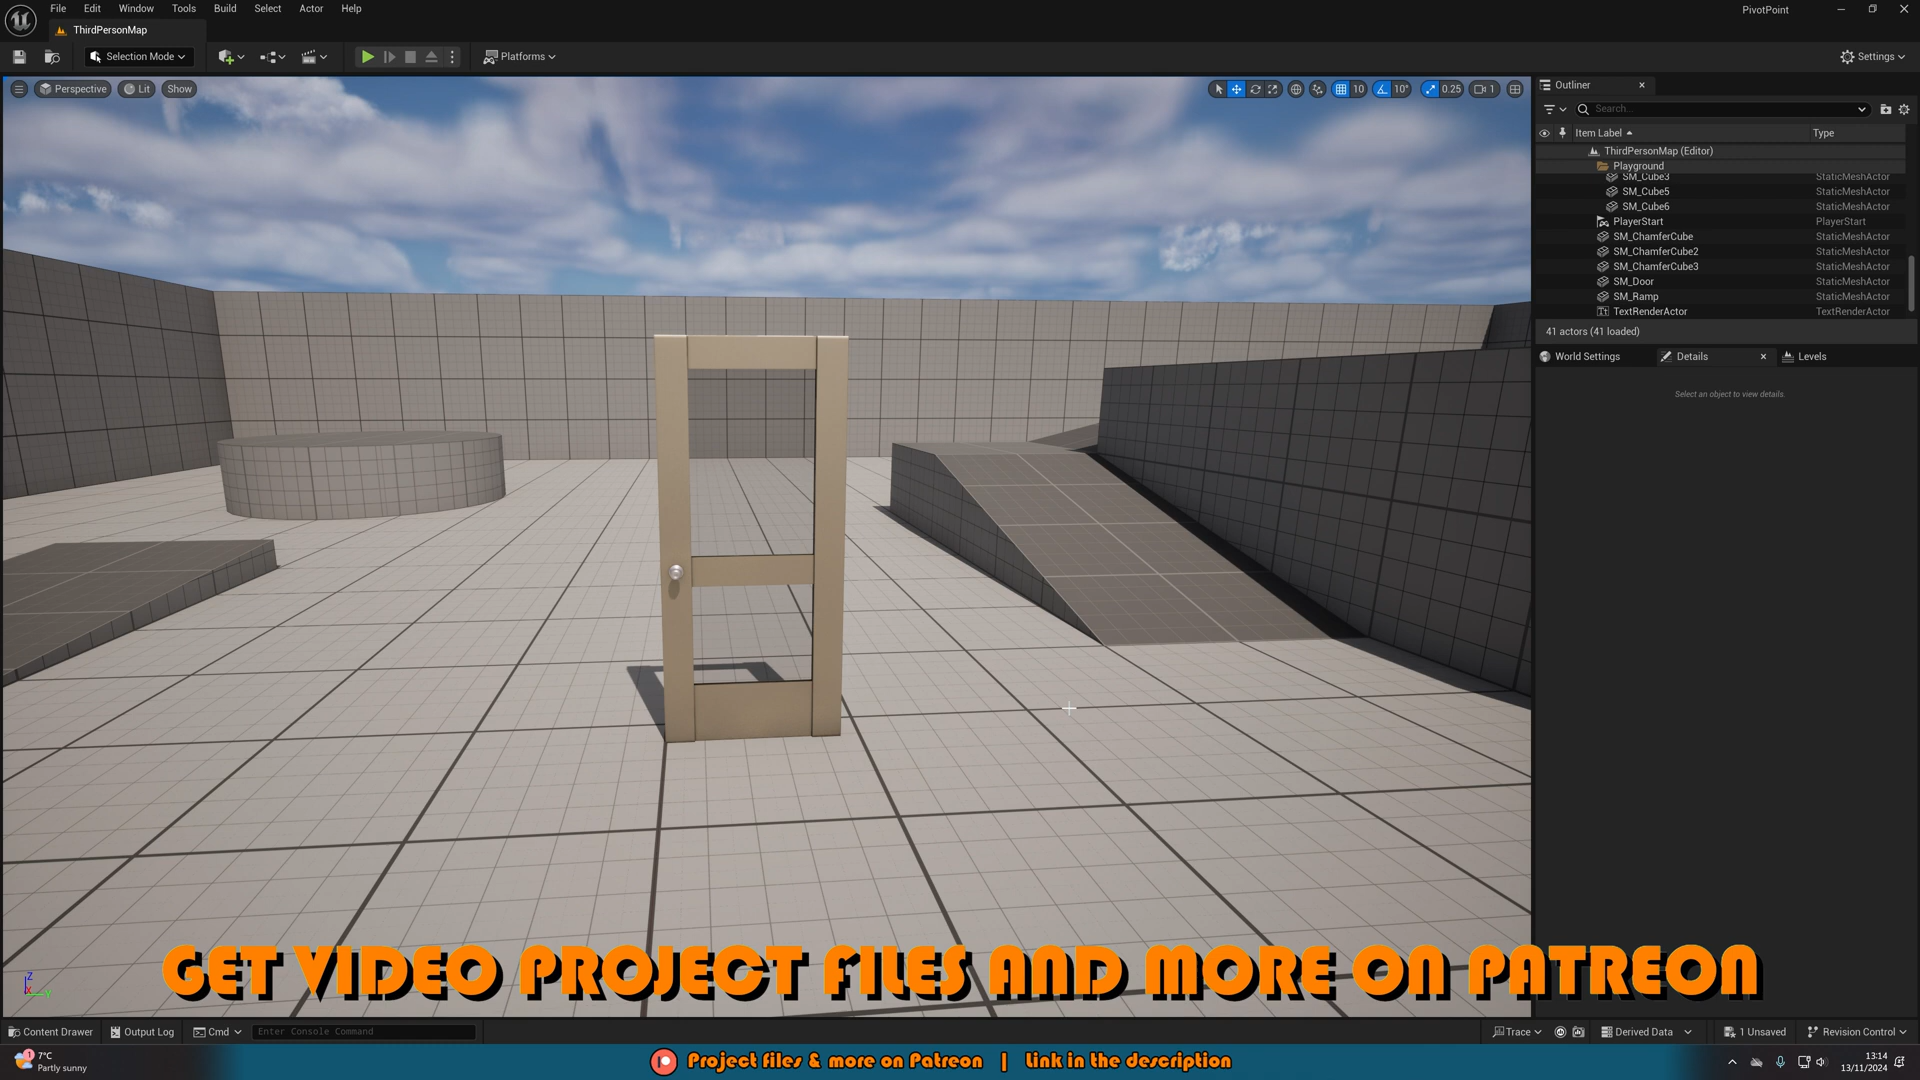 File Edit Window Tools Build Select Actor Help
PivotPoint
ThirdPersonMap
Selection Mode
Platforms
Settings
Perspective Lit Show
10 10° 0.25 1
Outliner
Search...
Item Label Type
ThirdPersonMap (Editor)
Playground
SM_Cube3 StaticMeshActor
SM_Cube5 StaticMeshActor
SM_Cube6 StaticMeshActor
PlayerStart PlayerStart
SM_ChamferCube StaticMeshActor
SM_ChamferCube2 StaticMeshActor
SM_ChamferCube3 StaticMeshActor
SM_Door StaticMeshActor
SM_Ramp StaticMeshActor
TextRenderActor TextRenderActor
41 actors (41 loaded)
World Settings Details Levels
Select an object to view details.
Z
X Y
GET VIDEO PROJECT FILES AND MORE ON PATREON
Content Drawer Output Log Cmd Enter Console Command Trace Derived Data 1 Unsaved Revision Control
1 7°C
Partly sunny
Project files & more on Patreon | Link in the description
13:14
13/11/2024